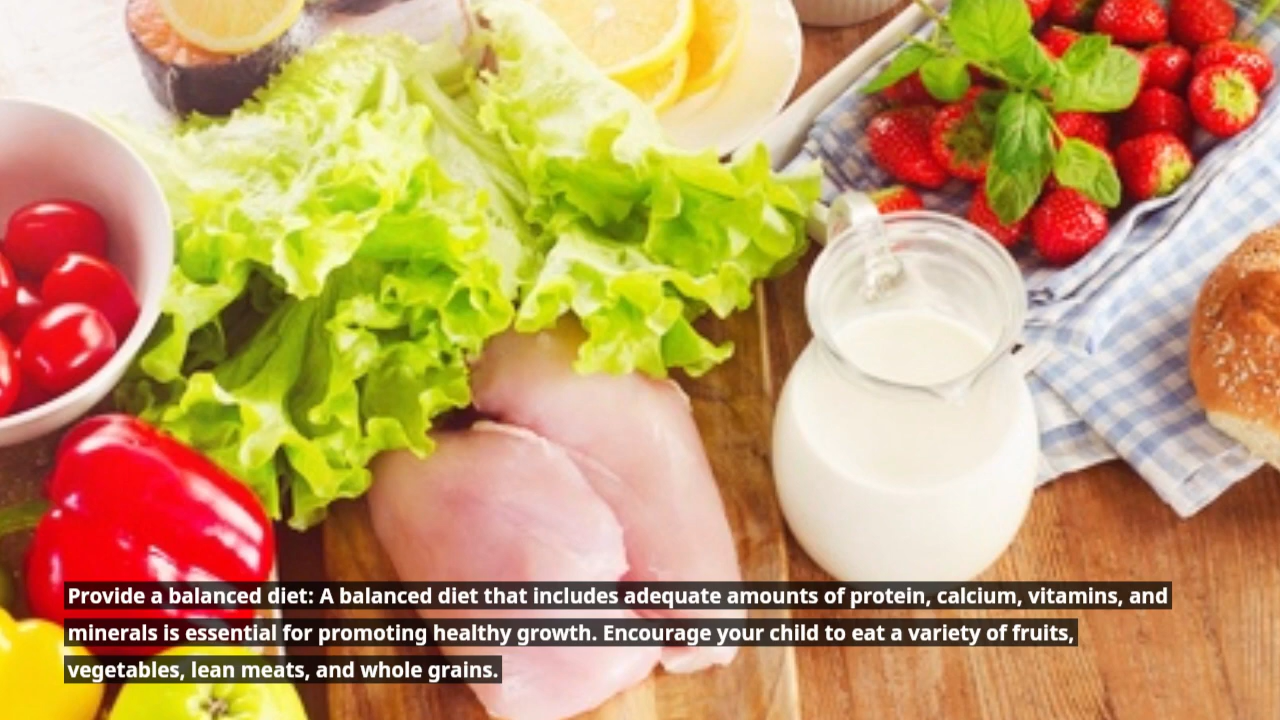 Provide a balanced diet: A balanced diet that includes adequate amounts of protein, calcium, vitamins, and
minerals is essential for promoting healthy growth. Encourage your child to eat a variety of fruits,
vegetables, lean meats, and whole grains.